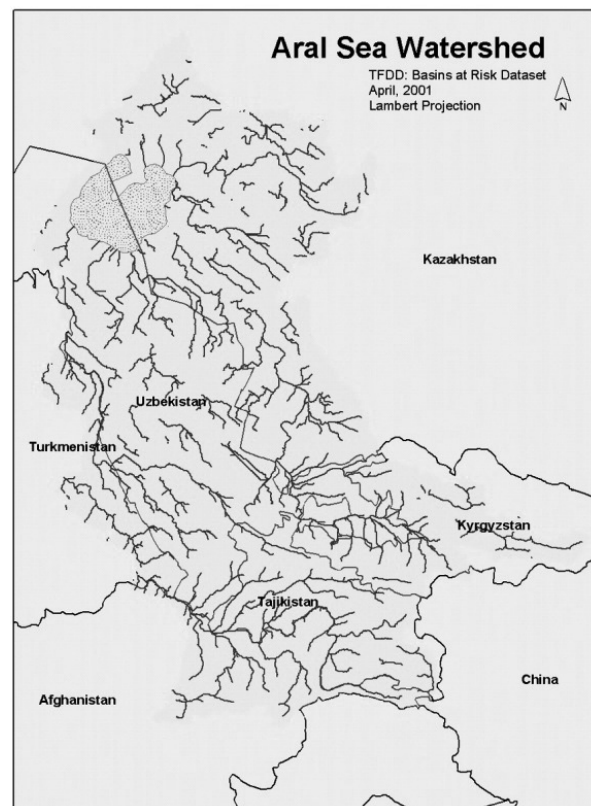 Aral Sea Watershed
TFDD: Basins at Risk Dataset
April, 2001
Lambert Projection
N
Kazakhstan
Uzbekistan
Turkmenistan
Kyrgyzstan
Tajikistan
China
Afghanistan